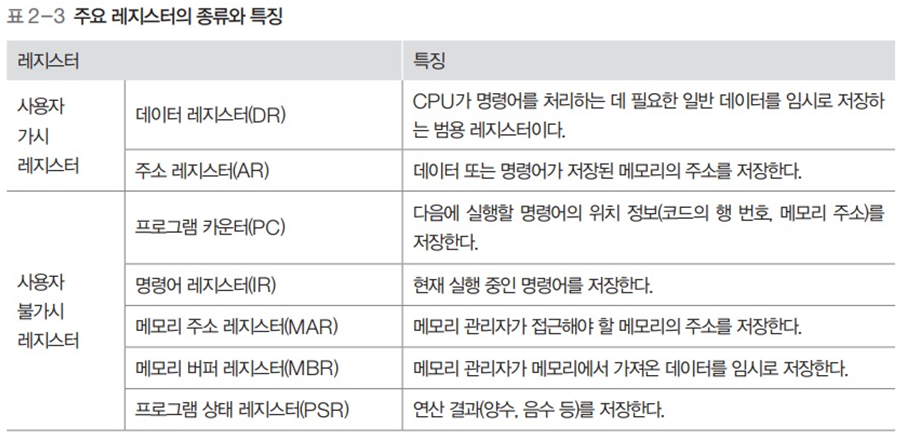 표 2-3 주요 레지스터의 종류와 특징
레지스터 특징
사용자
가시
레지스터
데이터 레지스터(DR)
CPU가 명령어를 처리하는 데 필요한 일반 데이터를 임시로 저장하
는 범용 레지스터이다.
주소 레지스터(AR)
데이터 또는 명령어가 저장된 메모리의 주소를 저장한다.
사용자
불가시
레지스터
프로그램 카운터(PC)
다음에 실행할 명령어의 위치 정보(코드의 행 번호, 메모리 주소)를
저장한다.
명령어 레지스터(IR)
현재 실행 중인 명령어를 저장한다.
메모리 주소 레지스터(MAR)
메모리 관리자가 접근해야 할 메모리의 주소를 저장한다.
메모리 버퍼 레지스터(MBR)
메모리 관리자가 메모리에서 가져온 데이터를 임시로 저장한다.
프로그램 상태 레지스터(PSR)
연산 결과(양수, 음수 등)를 저장한다.